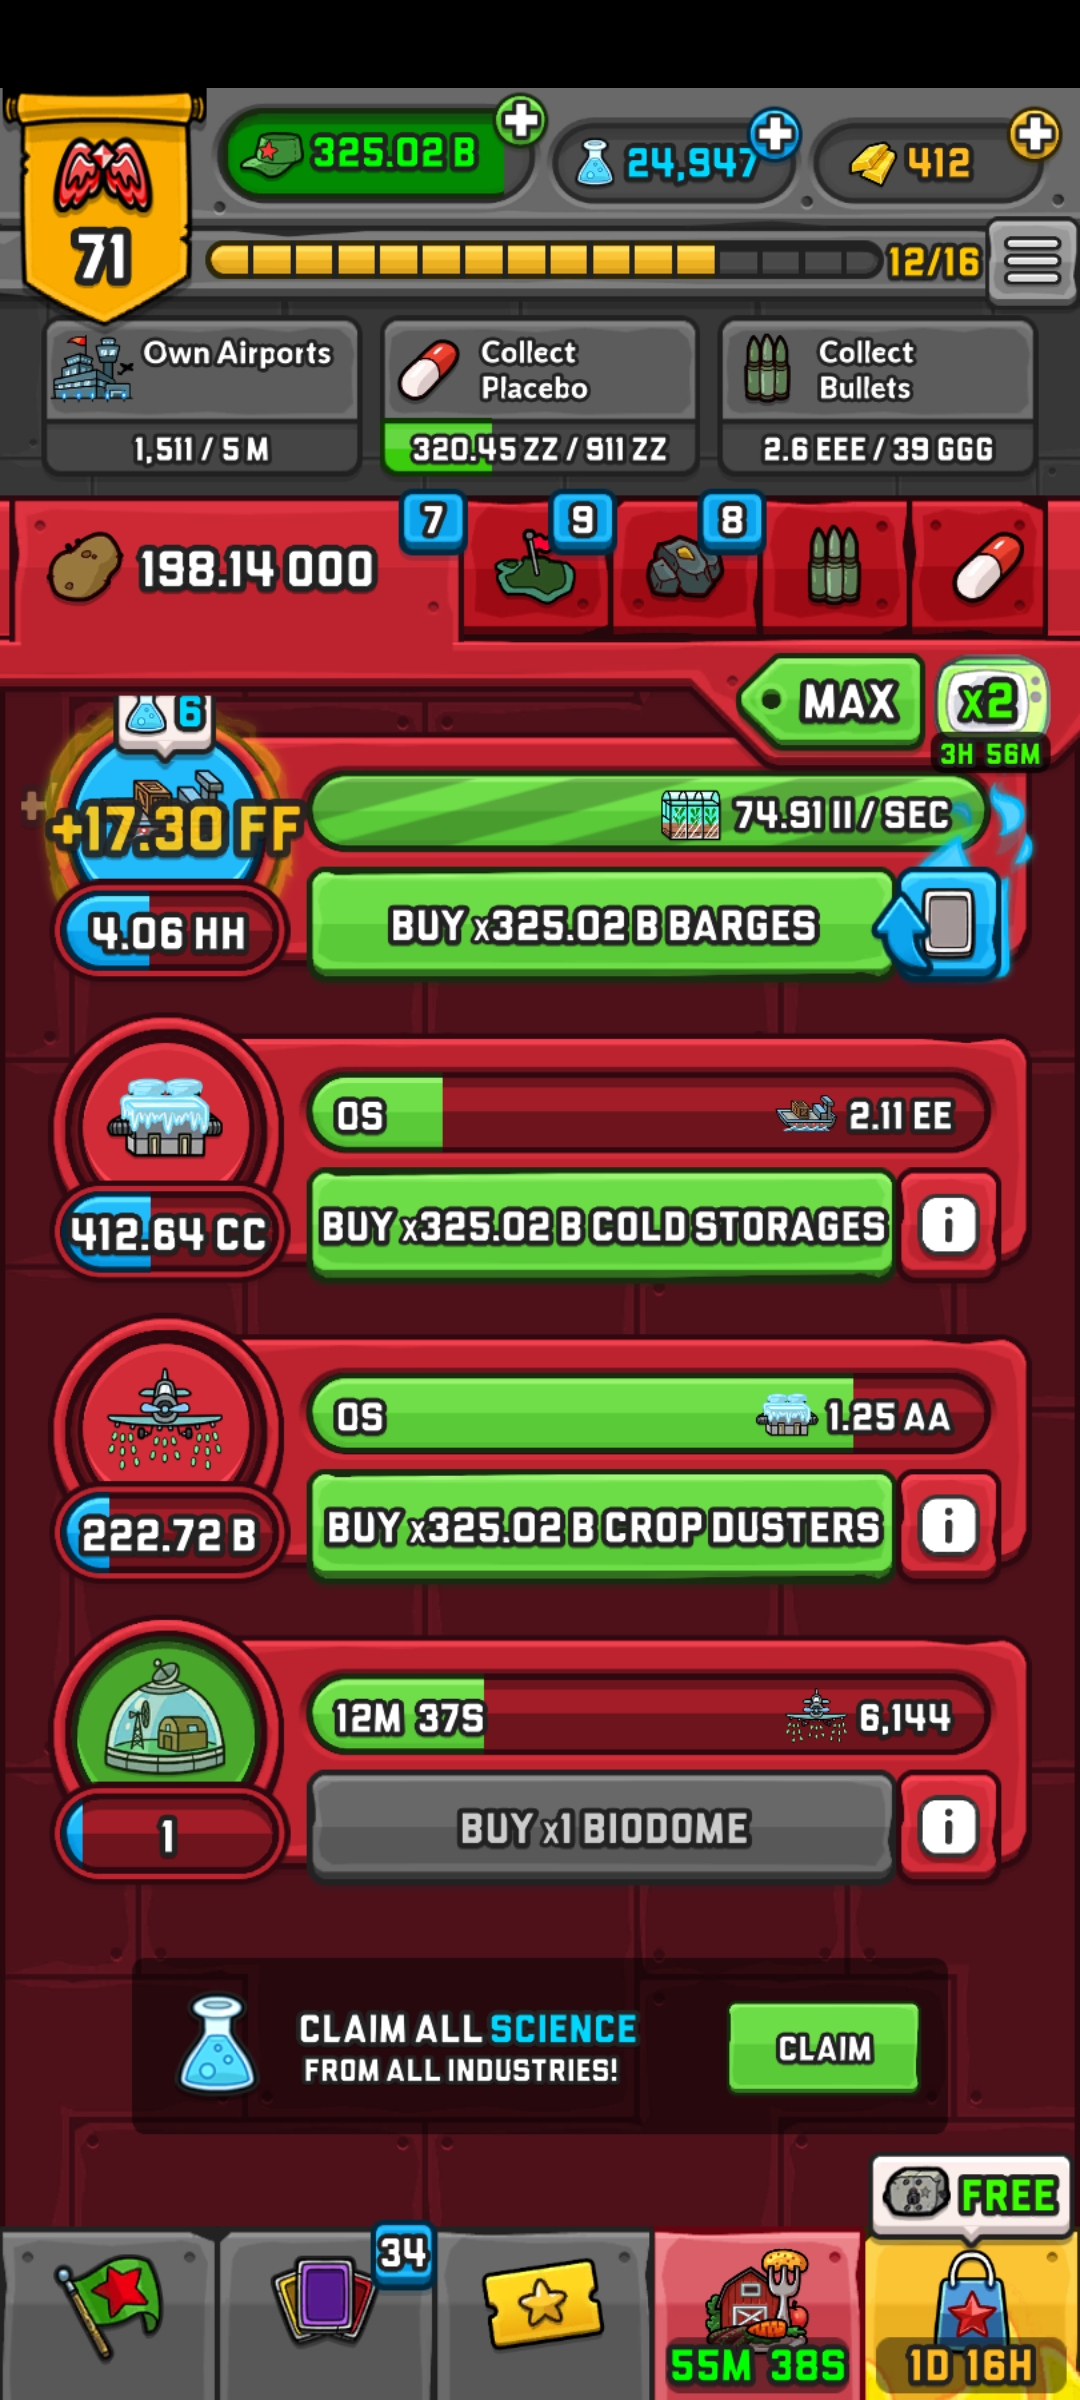 325.02 B
24,947
412
71
12/16
Own Airports
1,511 / 5 M
Collect
Placebo
320.45 ZZ / 911 ZZ
Collect
Bullets
2.6 EEE / 39 GGG
198.14 OOO
7
9
8
MAX
x2
3H 56M
6
+17.30 FF
74.91 II / SEC
4.06 HH
BUY x325.02 B BARGES
0S
2.11 EE
412.64 CC
BUY x325.02 B COLD STORAGES
0S
1.25 AA
222.72 B
BUY x325.02 B CROP DUSTERS
12M 37S
6,144
1
BUY x1 BIODOME
CLAIM ALL SCIENCE
FROM ALL INDUSTRIES!
CLAIM
FREE
34
55M 38S
1D 16H